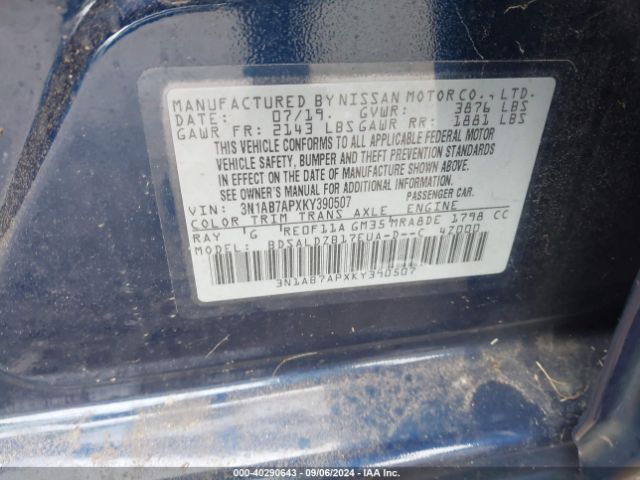 MANUFACTURED BY NISSAN MOTOR CO., LTD.
DATE: 07/19. GVWR: 3876 LBS
GAWR FR: 2143 LBS GAWR RR: 1881 LBS
THIS VEHICLE CONFORMS TO ALL APPLICABLE FEDERAL MOTOR
VEHICLE SAFETY, BUMPER AND THEFT PREVENTION STANDARDS
IN EFFECT ON THE DATE OF MANUFACTURE SHOWN ABOVE.
SEE OWNER'S MANUAL FOR ADDITIONAL INFORMATION.
VIN: 3N1AB7APXKY390507 PASSENGER CAR.
COLOR TRIM TRANS AXLE ENGINE
RAY G RE0F11A GM35 MRA8DE 1798 CC
MODEL: BDSALDZB17EUA-D--C 42000
3N1AB7APXKY390507
000-40290643 - 09/06/2024 - IAAI.COM